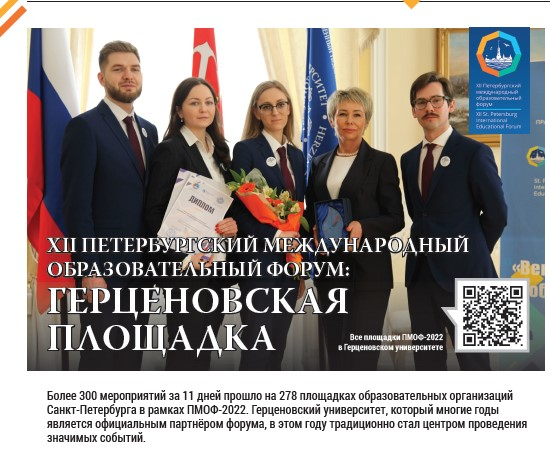 XII Петербургский
международный
образовательный
форум
XII St. Petersburg
International
Educational Forum
ДИПЛОМ
XII ПЕТЕРБУРГСКИЙ МЕЖДУНАРОДНЫЙ
ОБРАЗОВАТЕЛЬНЫЙ ФОРУМ:
ГЕРЦЕНОВСКАЯ
ПЛОЩАДКА
Все площадки ПМОФ-2022
в Герценовском университете
Более 300 мероприятий за 11 дней прошло на 278 площадках образовательных организаций
Санкт-Петербурга в рамках ПМОФ-2022. Герценовский университет, который многие годы
является официальным партнёром форума, в этом году традиционно стал центром проведения
значимых событий.